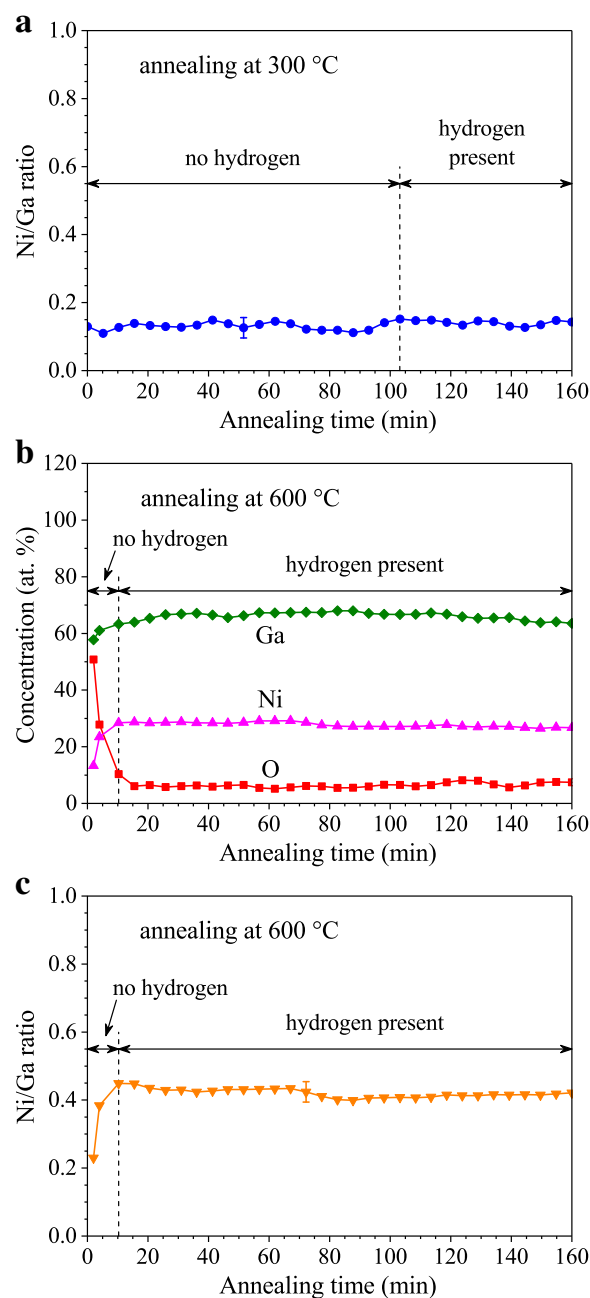 a
1.0
annealing at 300 °C
0.8
hydrogen
present
no hydrogen
0.6
0.4
0.2
0.0
Ni/Ga ratio
0 20 40 60 80 100 120 140 160
Annealing time (min)
b
120
annealing at 600 °C
100
no hydrogen
80
hydrogen present
60
Ga
40
Ni
20
O
0
Concentration (at. %)
0 20 40 60 80 100 120 140 160
Annealing time (min)
c
1.0
annealing at 600 °C
0.8
no hydrogen
0.6
hydrogen present
0.4
0.2
0.0
Ni/Ga ratio
0 20 40 60 80 100 120 140 160
Annealing time (min)